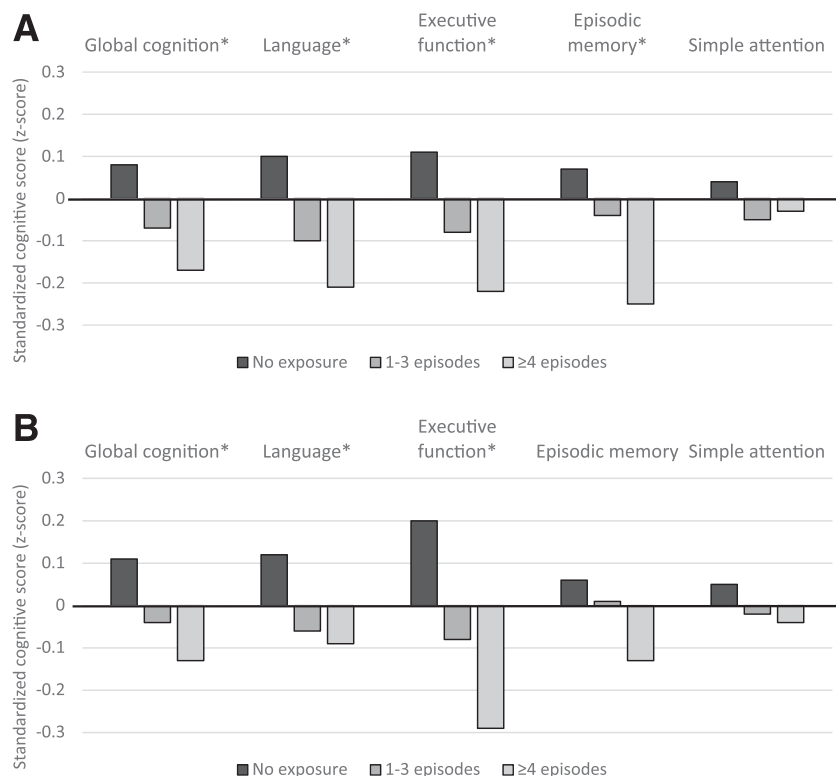 A
Global cognition*
Language*
Executive
function*
Episodic
memory*
Simple attention
Standardized cognitive score (z-score)
0.3
0.2
0.1
0
-0.1
-0.2
-0.3
No exposure
1-3 episodes
≥4 episodes
B
Global cognition*
Language*
Executive
function*
Episodic memory
Simple attention
Standardized cognitive score (z-score)
0.3
0.2
0.1
0
-0.1
-0.2
-0.3
No exposure
1-3 episodes
≥4 episodes